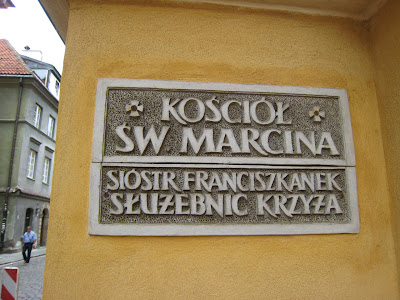 KOŚCIÓŁ
ŚW MARCINA
SIÓSTR FRANCISZKANEK
SŁUŻEBNIC KRZYŻA